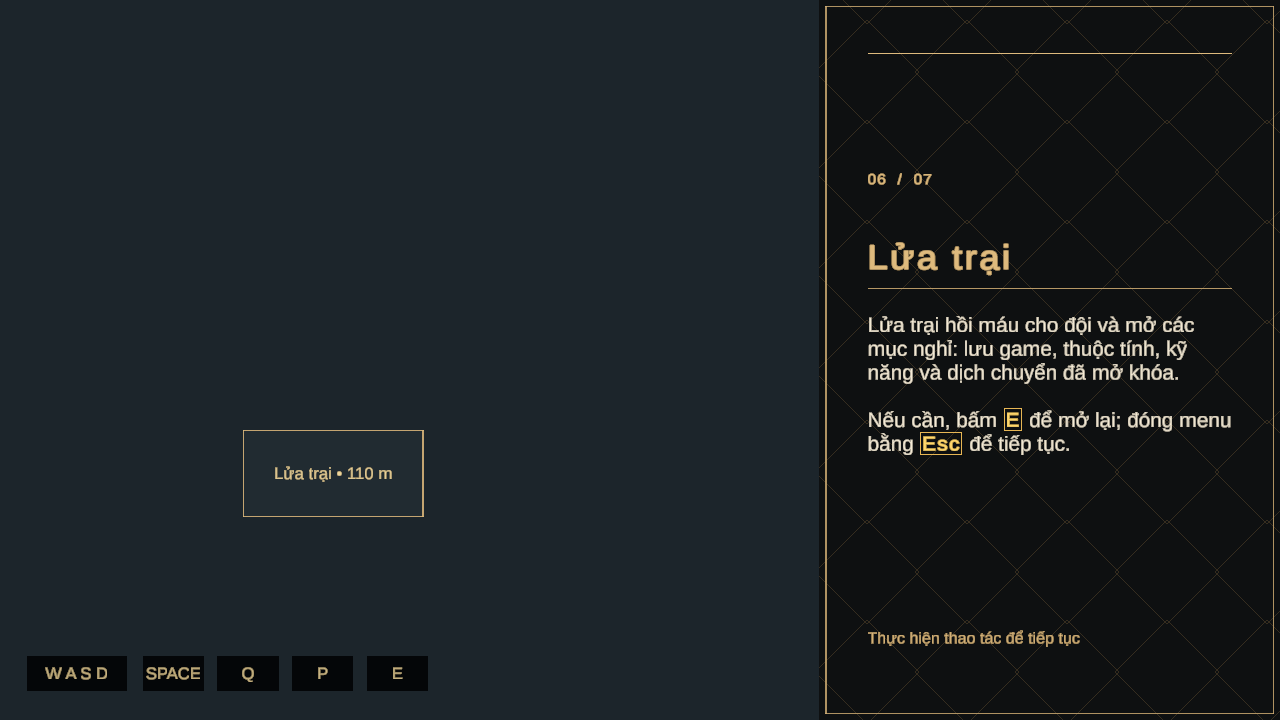 06 / 07
Lửa trại
Lửa trại hồi máu cho đội và mở các
mục nghỉ: lưu game, thuộc tính, kỹ
năng và dịch chuyển đã mở khóa.
Nếu cần, bấm E để mở lại; đóng menu
bằng Esc để tiếp tục.
Lửa trại • 110 m
Thực hiện thao tác để tiếp tục
W A S D SPACE Q P E